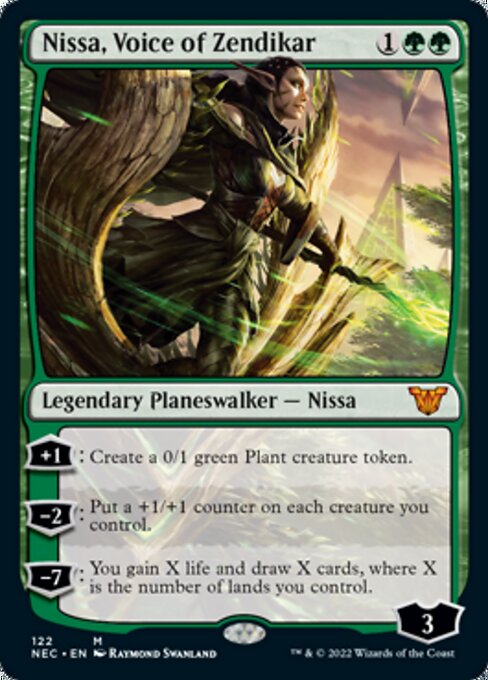 Nissa, Voice of Zendikar 1
Legendary Planeswalker — Nissa
+1 : Create a 0/1 green Plant creature token.
−2 : Put a +1/+1 counter on each creature you
control.
−7 : You gain X life and draw X cards, where X
is the number of lands you control.
3
122 M
NEC • EN Raymond Swanland ™ & © 2022 Wizards of the Coast